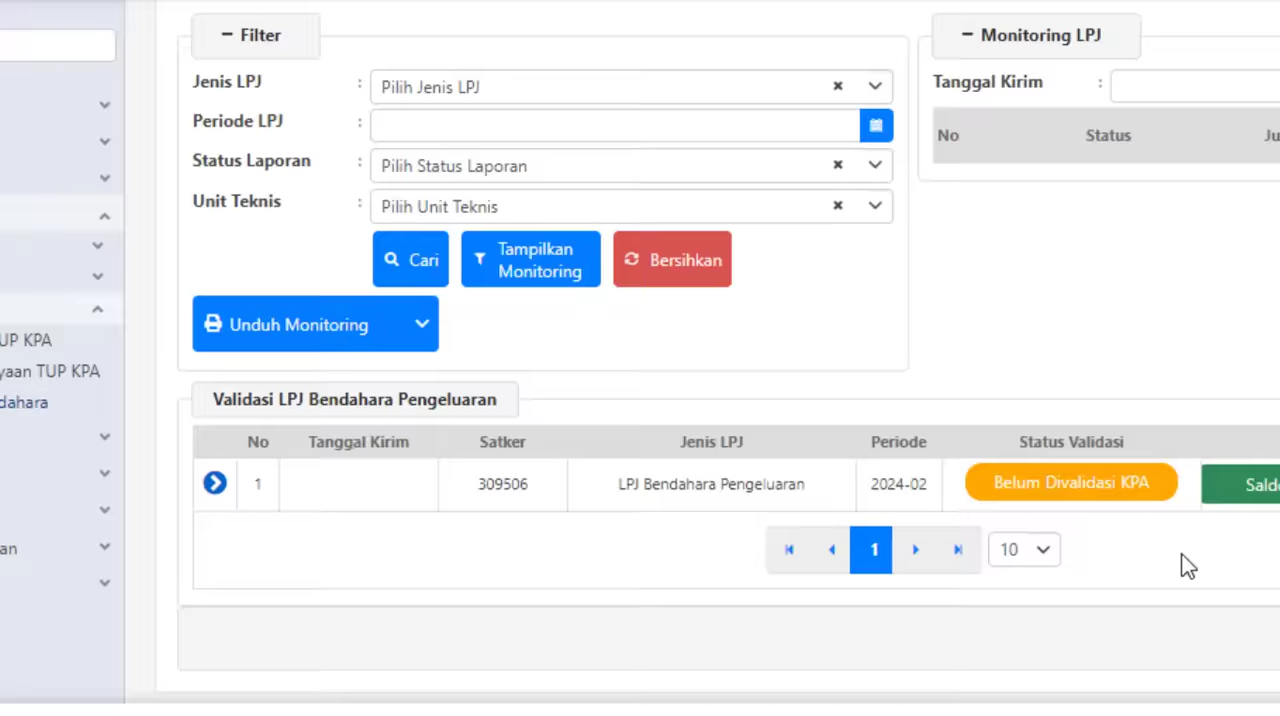 − Filter
Jenis LPJ : Pilih Jenis LPJ
Periode LPJ :
Status Laporan : Pilih Status Laporan
Unit Teknis : Pilih Unit Teknis
Cari
Tampilkan
Monitoring
Bersihkan
Unduh Monitoring
− Monitoring LPJ
Tanggal Kirim :
No Status Ju
UP KPA
yaan TUP KPA
dahara
an
Validasi LPJ Bendahara Pengeluaran
No Tanggal Kirim Satker Jenis LPJ Periode Status Validasi
1 309506 LPJ Bendahara Pengeluaran 2024-02 Belum Divalidasi KPA Sald
1 10